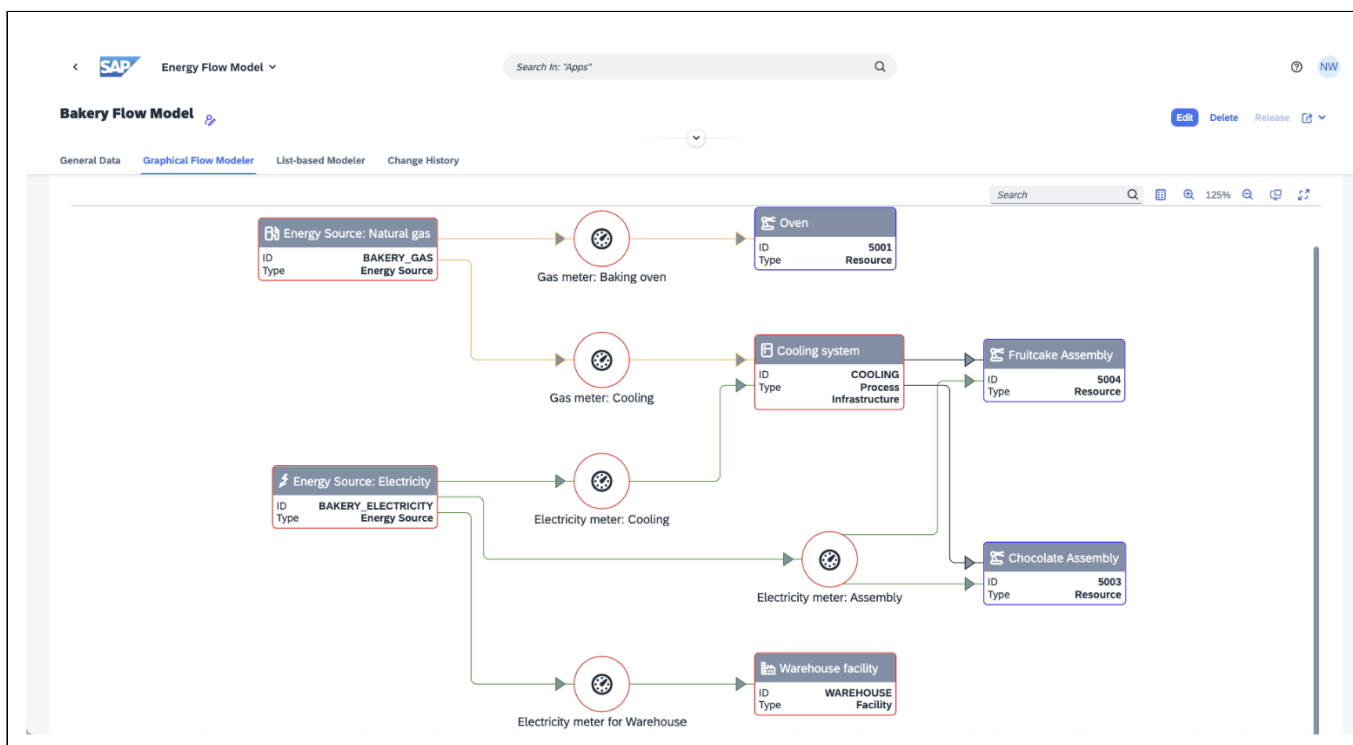 SAP Energy Flow Model Search In: "Apps" NW
Bakery Flow Model Edit Delete Release
General Data Graphical Flow Modeler List-based Modeler Change History
Search 125%
Energy Source: Natural gas
ID BAKERY_GAS
Type Energy Source
Gas meter: Baking oven
Oven
ID 5001
Type Resource
Gas meter: Cooling
Cooling system
ID COOLING
Type Process
Infrastructure
Fruitcake Assembly
ID 5004
Type Resource
Energy Source: Electricity
ID BAKERY_ELECTRICITY
Type Energy Source
Electricity meter: Cooling
Electricity meter: Assembly
Chocolate Assembly
ID 5003
Type Resource
Electricity meter for Warehouse
Warehouse facility
ID WAREHOUSE
Type Facility